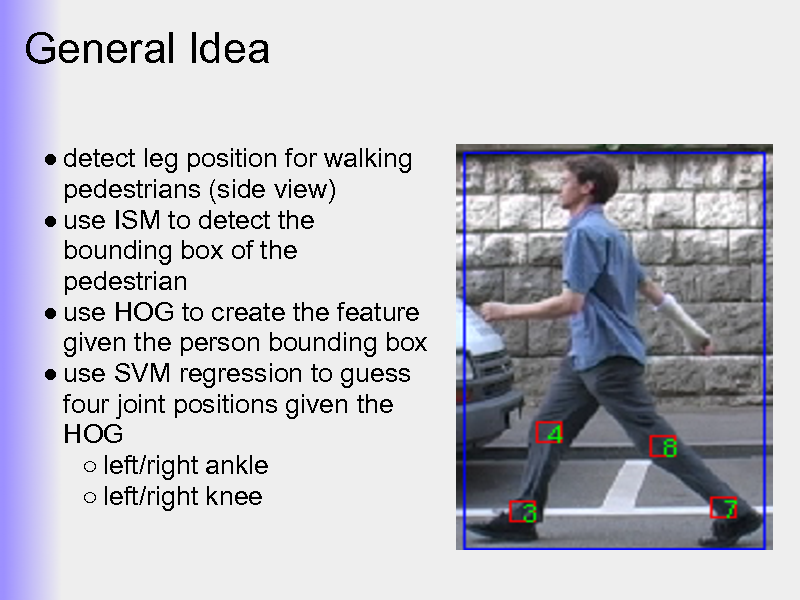 General Idea
● detect leg position for walking
pedestrians (side view)
● use ISM to detect the
bounding box of the
pedestrian
● use HOG to create the feature
given the person bounding box
● use SVM regression to guess
four joint positions given the
HOG
○ left/right ankle
○ left/right knee
4
8
3
7